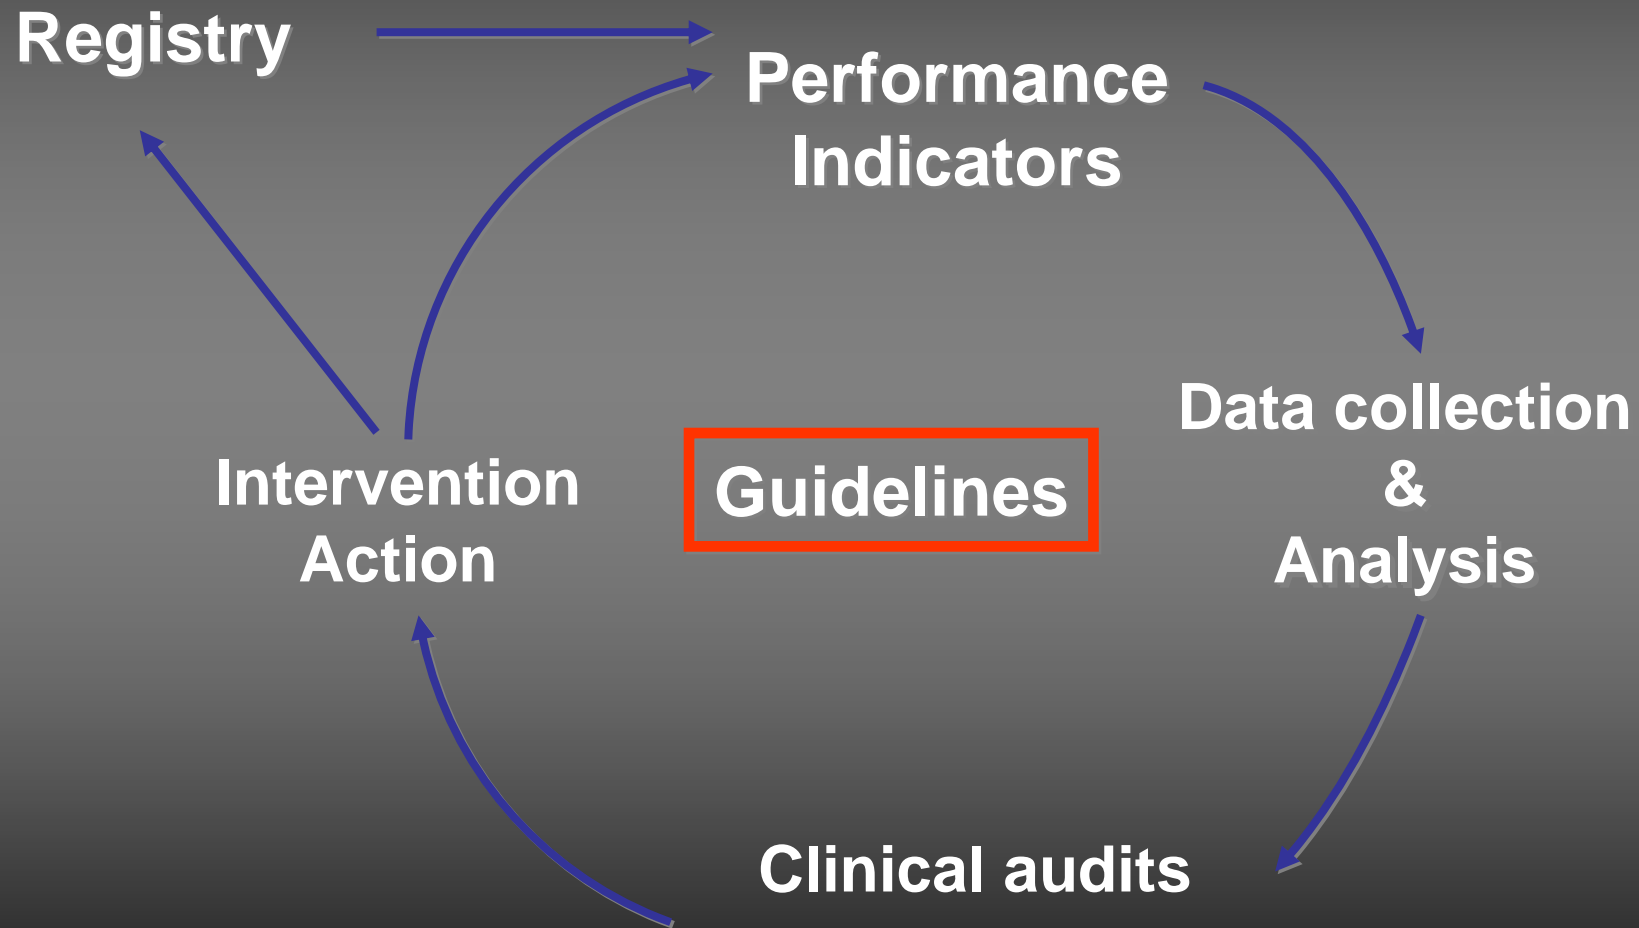 Registry
Performance
Indicators
Data collection
&
Analysis
Intervention
Action
Guidelines
Clinical audits